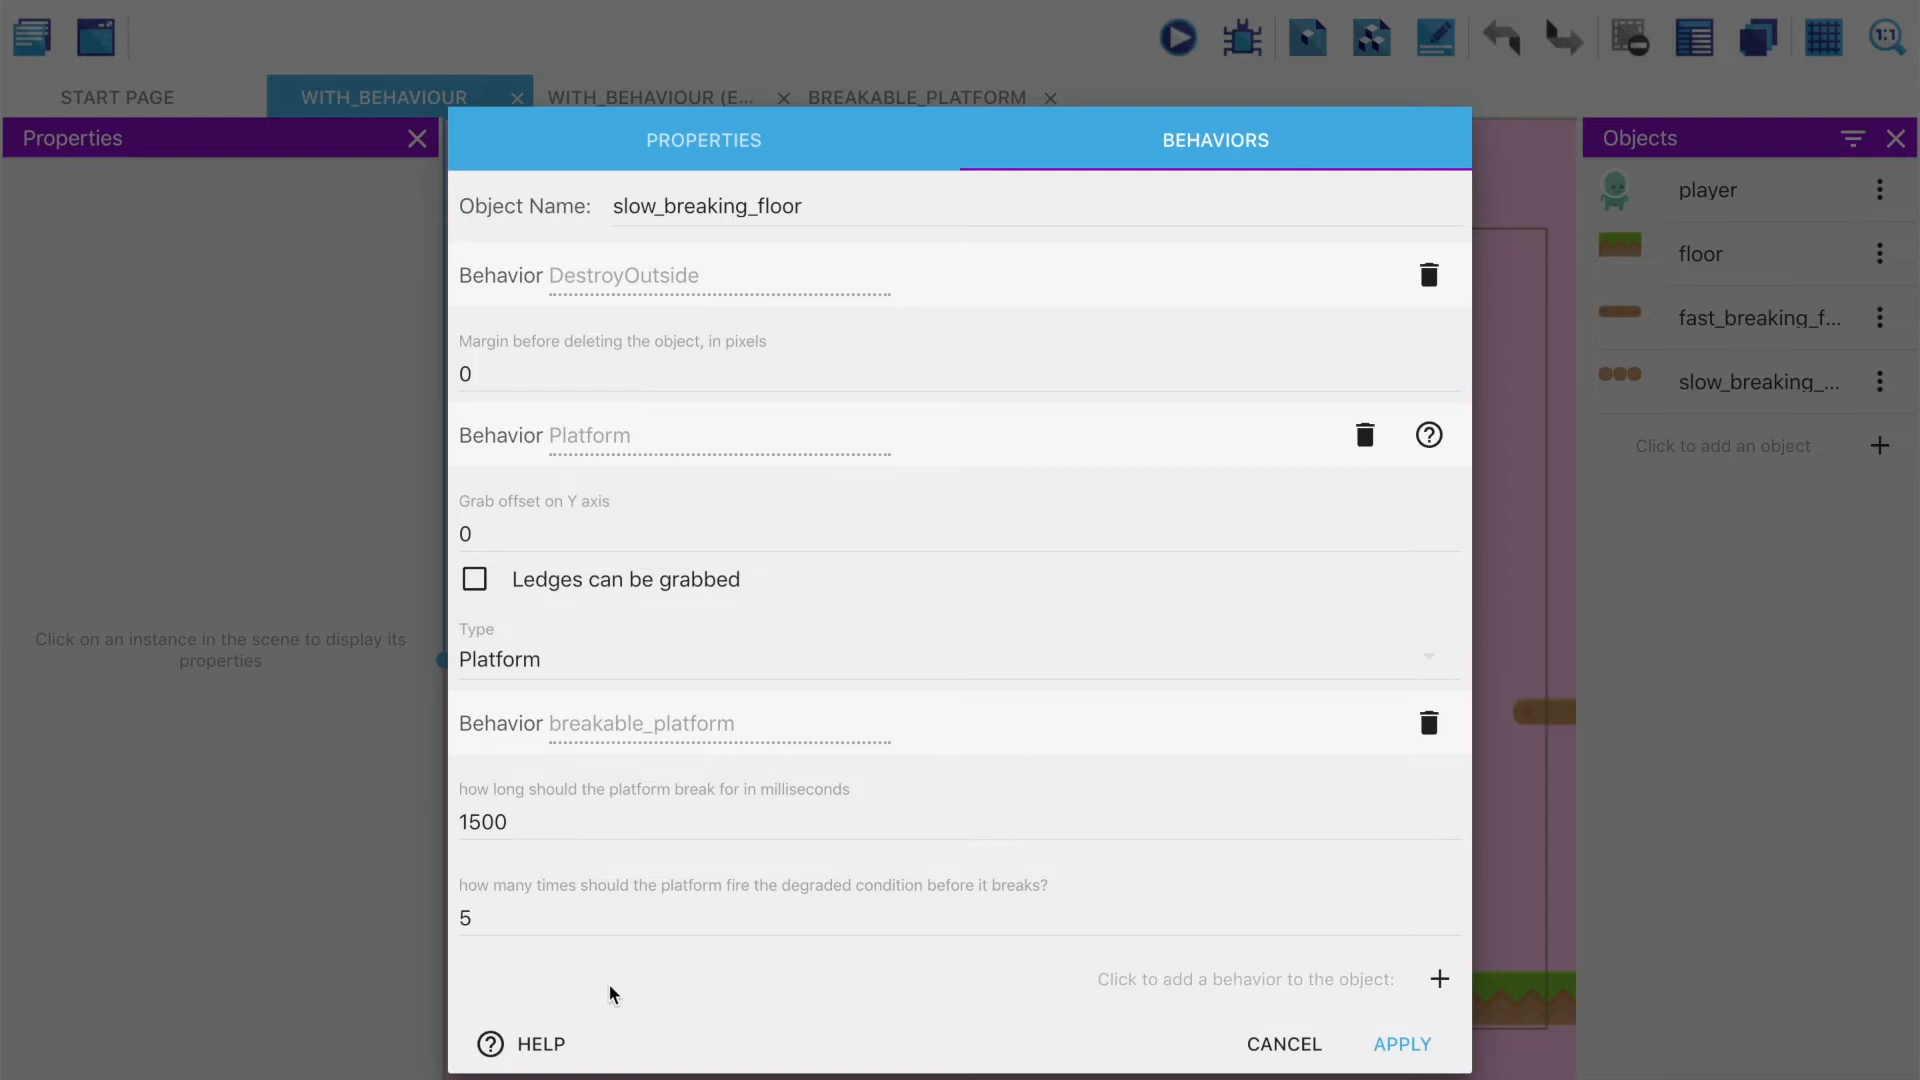 START PAGE
WITH_BEHAVIOUR
WITH_BEHAVIOUR (E...
BREAKABLE_PLATFORM
1:1
Properties
Click on an instance in the scene to display its
properties
PROPERTIES
BEHAVIORS
Object Name: slow_breaking_floor
Behavior DestroyOutside
Margin before deleting the object, in pixels
0
Behavior Platform
Grab offset on Y axis
0
Ledges can be grabbed
Type
Platform
Behavior breakable_platform
how long should the platform break for in milliseconds
1500
how many times should the platform fire the degraded condition before it breaks?
5
Click to add a behavior to the object:
HELP
CANCEL
APPLY
Objects
player
floor
fast_breaking_f...
slow_breaking_...
Click to add an object